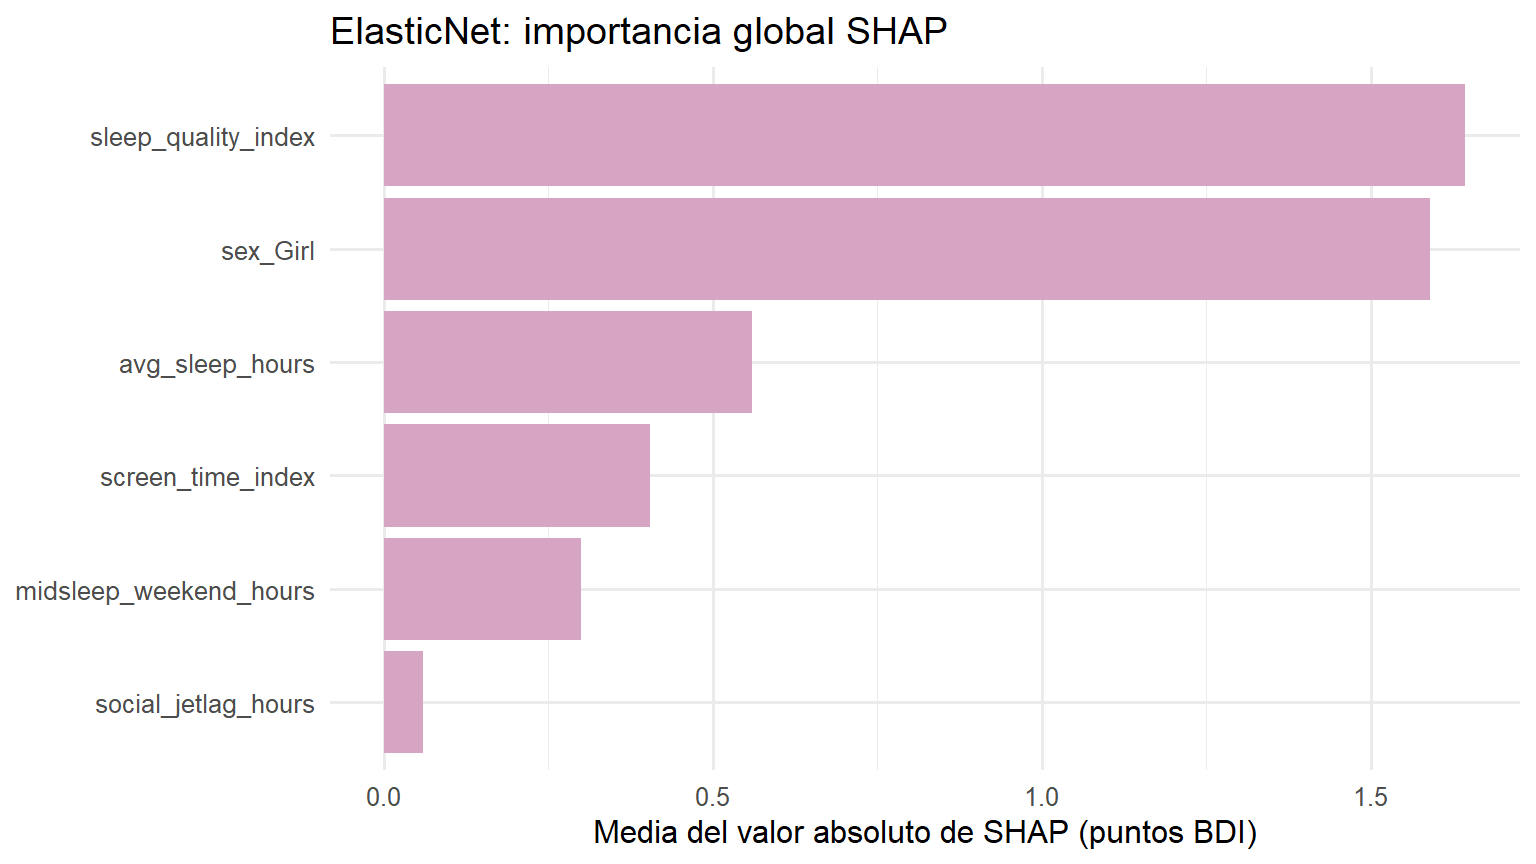 ElasticNet: importancia global SHAP
sleep_quality_index
sex_Girl
avg_sleep_hours
screen_time_index
midsleep_weekend_hours
social_jetlag_hours
0.0 0.5 1.0 1.5
Media del valor absoluto de SHAP (puntos BDI)